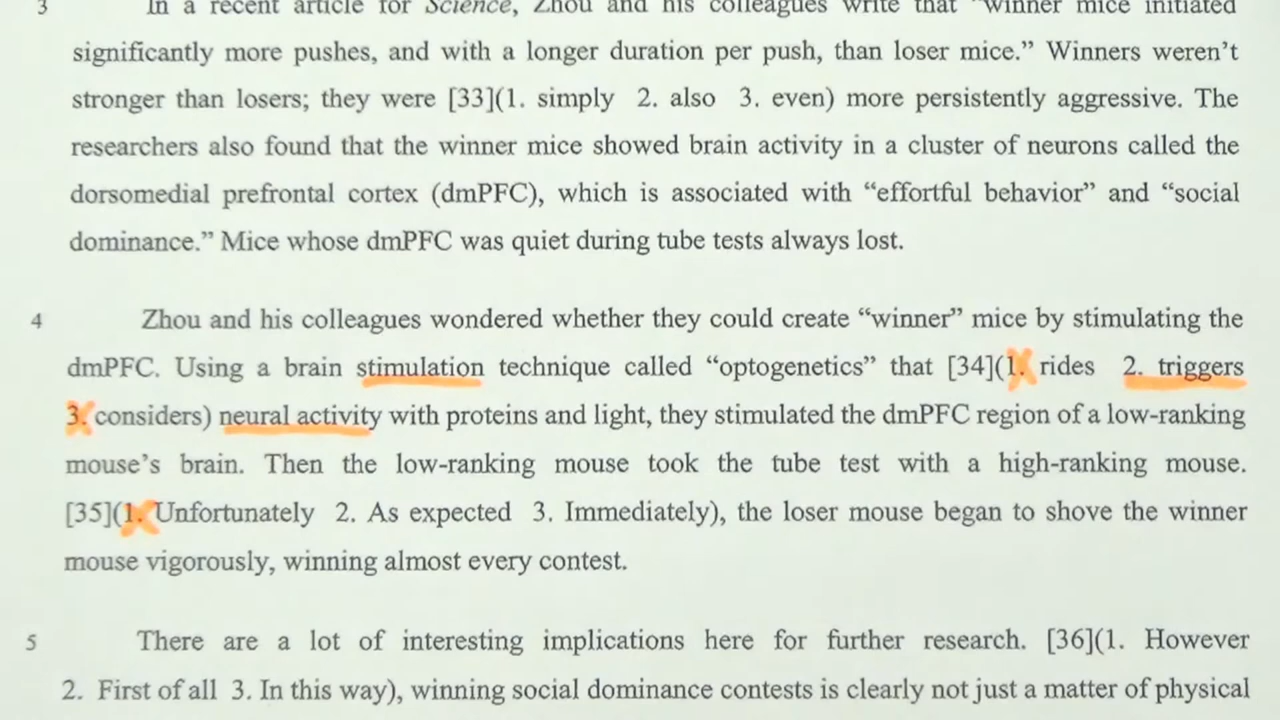 3 In a recent article for Science, Zhou and his colleagues write that “winner mice initiated
significantly more pushes, and with a longer duration per push, than loser mice.” Winners weren’t
stronger than losers; they were [33](1. simply 2. also 3. even) more persistently aggressive. The
researchers also found that the winner mice showed brain activity in a cluster of neurons called the
dorsomedial prefrontal cortex (dmPFC), which is associated with “effortful behavior” and “social
dominance.” Mice whose dmPFC was quiet during tube tests always lost.
4 Zhou and his colleagues wondered whether they could create “winner” mice by stimulating the
dmPFC. Using a brain stimulation technique called “optogenetics” that [34](1. rides 2. triggers
3. considers) neural activity with proteins and light, they stimulated the dmPFC region of a low-ranking
mouse’s brain. Then the low-ranking mouse took the tube test with a high-ranking mouse.
[35](1. Unfortunately 2. As expected 3. Immediately), the loser mouse began to shove the winner
mouse vigorously, winning almost every contest.
5 There are a lot of interesting implications here for further research. [36](1. However
2. First of all 3. In this way), winning social dominance contests is clearly not just a matter of physical